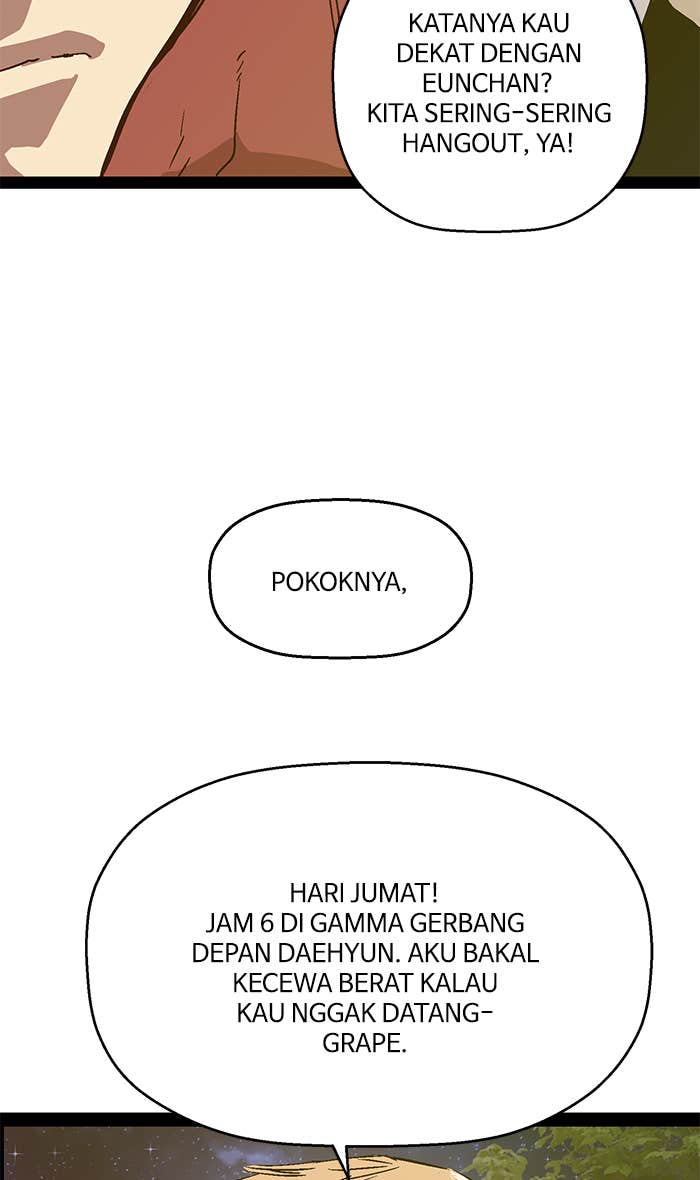 KATANYA KAU
DEKAT DENGAN
EUNCHAN?
KITA SERING-SERING
HANGOUT, YA!
POKOKNYA,
HARI JUMAT!
JAM 6 DI GAMMA GERBANG
DEPAN DAEHYUN. AKU BAKAL
KECEWA BERAT KALAU
KAU NGGAK DATANG-
GRAPE.